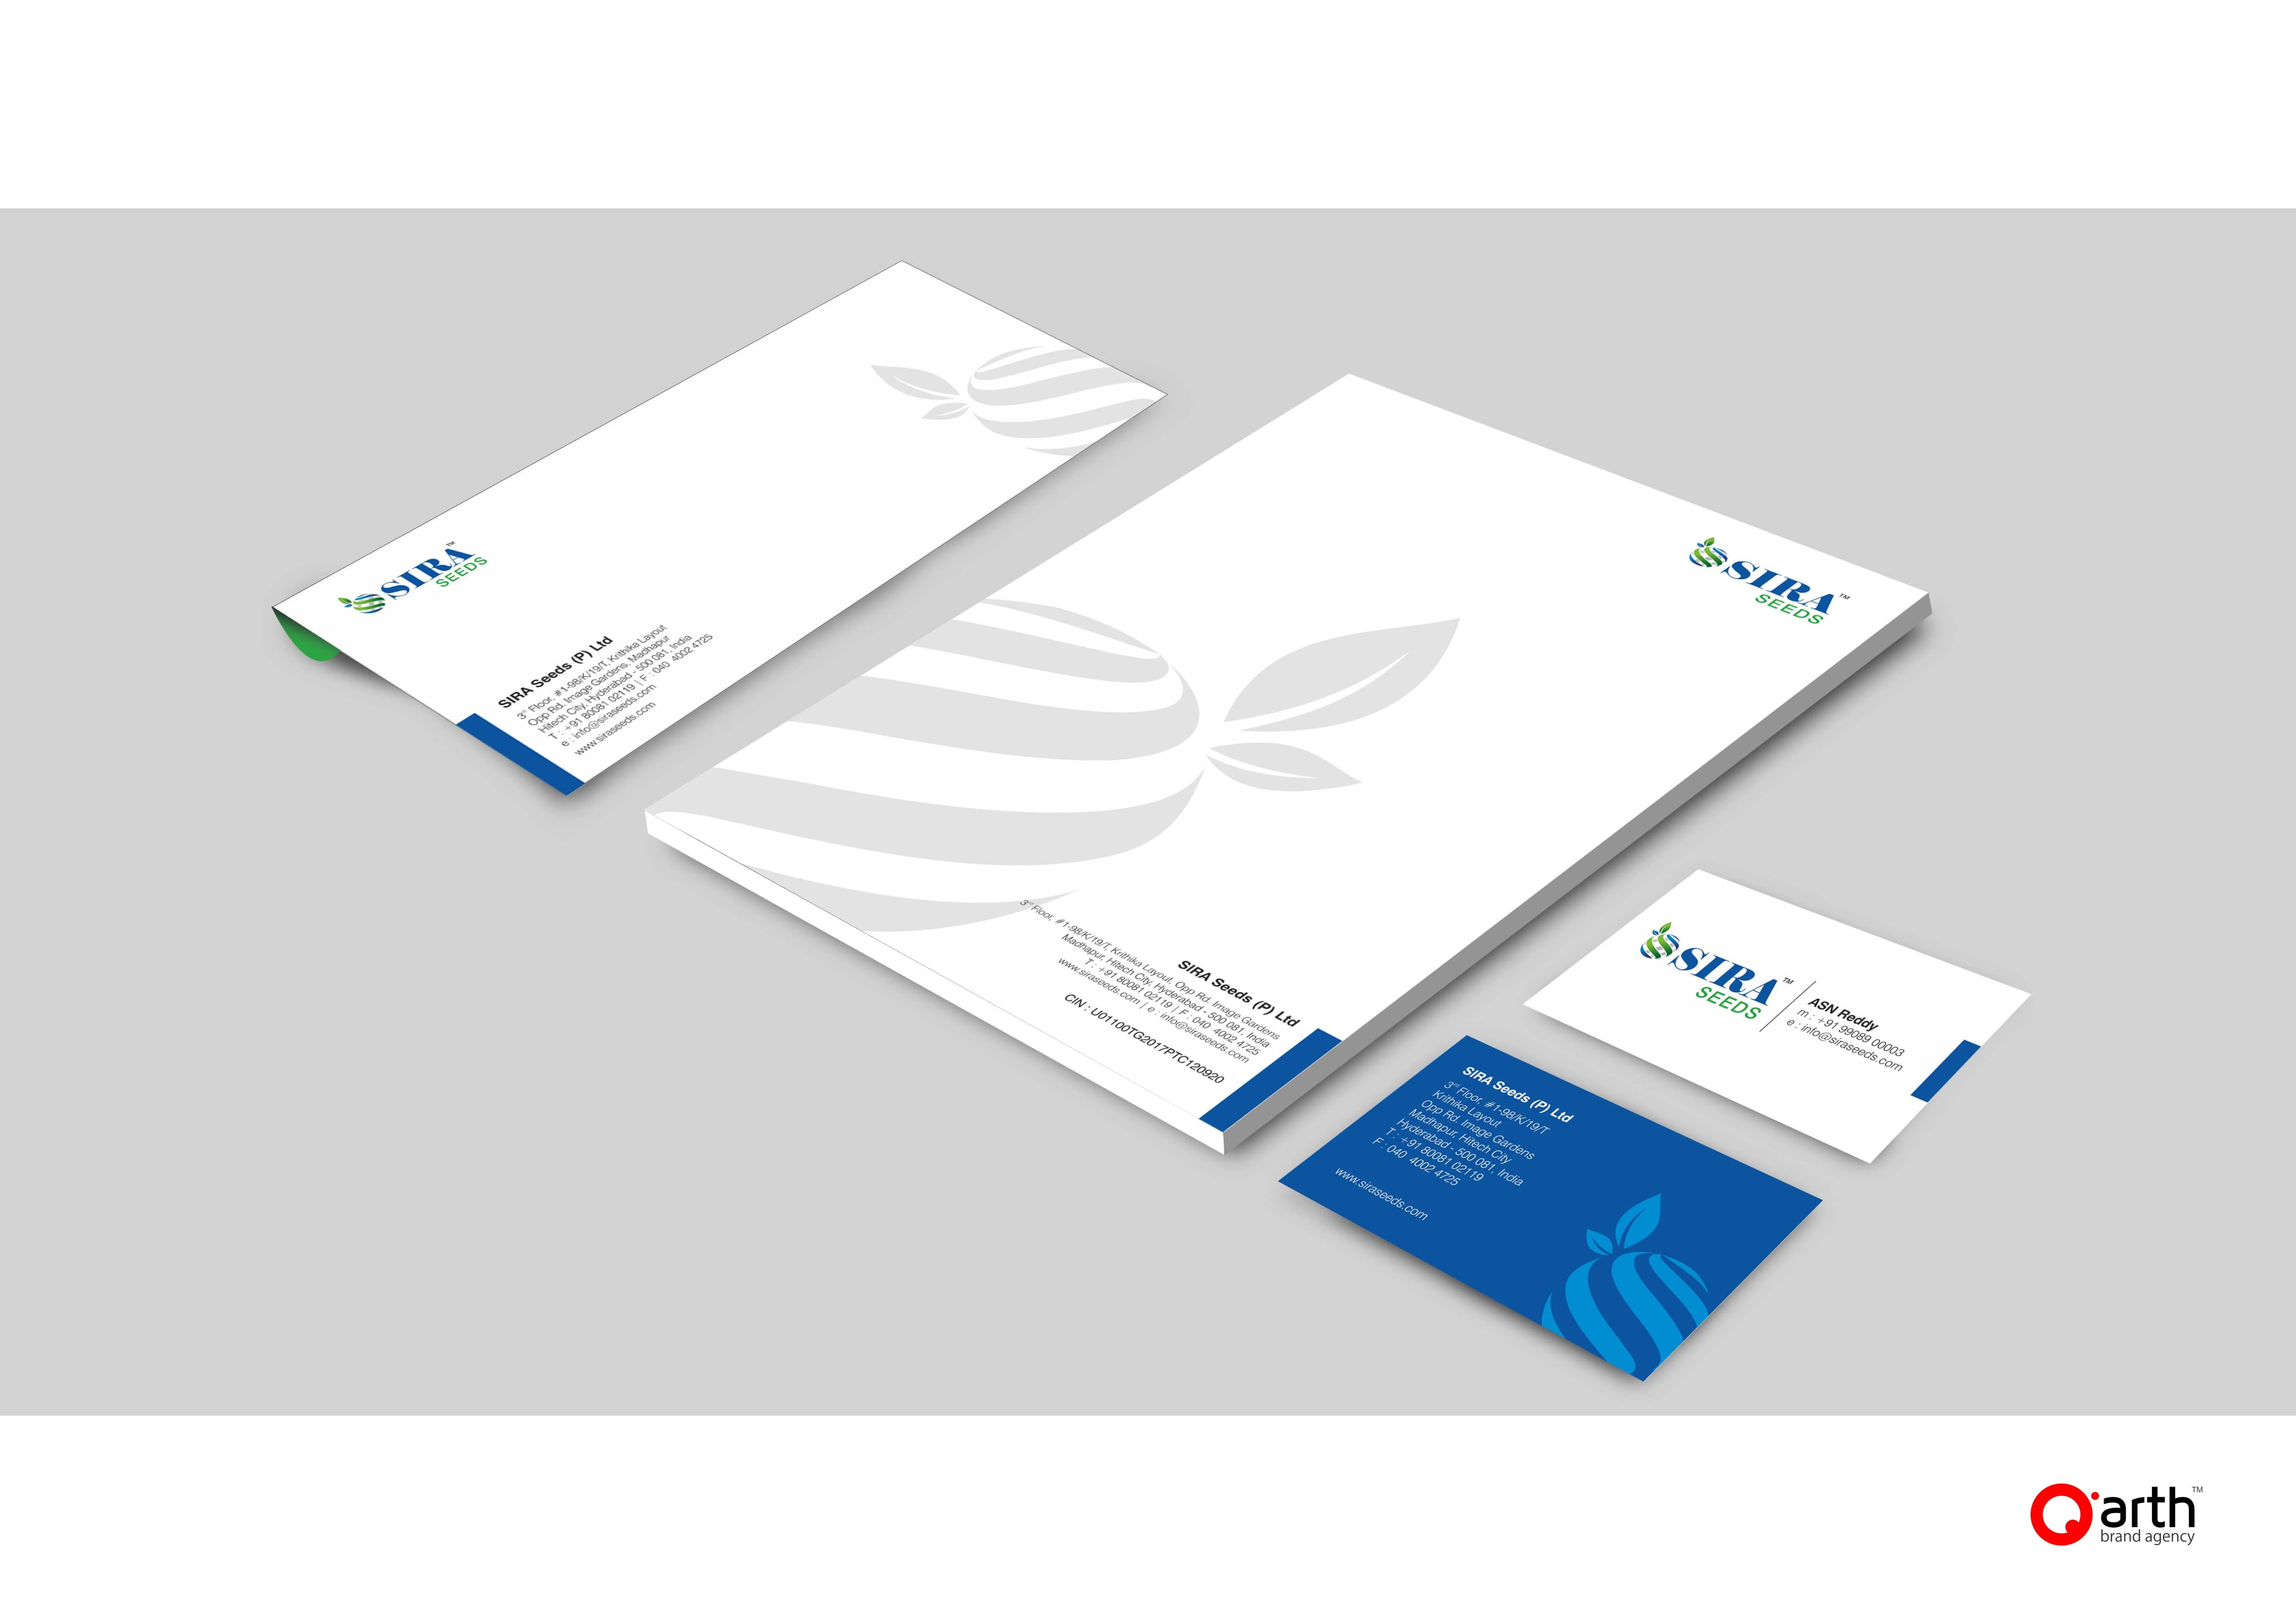 SIRA™
SEEDS
SIRA Seeds (P) Ltd
3rd Floor, #1-98/K/19/T, Krithika Layout
Opp Rd. Image Gardens, Madhapur
Hitech City, Hyderabad - 500 081, India
T : +91 80081 02119 | F : 040 4002 4725
e : info@siraseeds.com
www.siraseeds.com
SIRA™
SEEDS
SIRA Seeds (P) Ltd
3rd Floor, #1-98/K/19/T, Krithika Layout, Opp Rd. Image Gardens
Madhapur, Hitech City, Hyderabad - 500 081, India
T : +91 80081 02119 | F : 040 4002 4725
www.siraseeds.com | e : info@siraseeds.com
CIN : U01100TG2017PTC120920
SIRA™
SEEDS
ASN Reddy
m : +91 99089 00003
e : info@siraseeds.com
SIRA Seeds (P) Ltd
3rd Floor, #1-98/K/19/T
Krithika Layout
Opp Rd. Image Gardens
Madhapur, Hitech City
Hyderabad - 500 081, India
T : +91 80081 02119
F : 040 4002 4725
www.siraseeds.com
arth™
brand agency